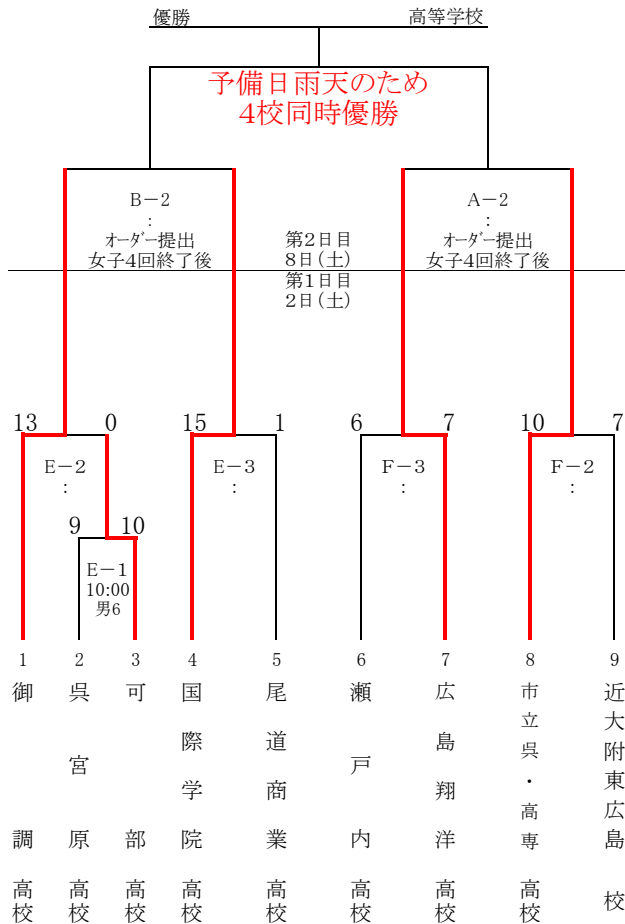 優勝 高等学校
予備日雨天のため
4校同時優勝
B-2 A-2
: :
オーダー提出 第2日目 オーダー提出
女子4回終了後 8日(土) 女子4回終了後
第1日目
2日(土)
13 0 15 1 6 7 10 7
E-2 E-3 F-3 F-2
: : : :
9 10
E-1
10:00
男6
1 2 3 4 5 6 7 8 9
御調高校
呉宮原高校
可部高校
国際学院高校
尾道商業高校
瀬戸内高校
広島翔洋高校
市立呉・高専高校
近大附東広島校